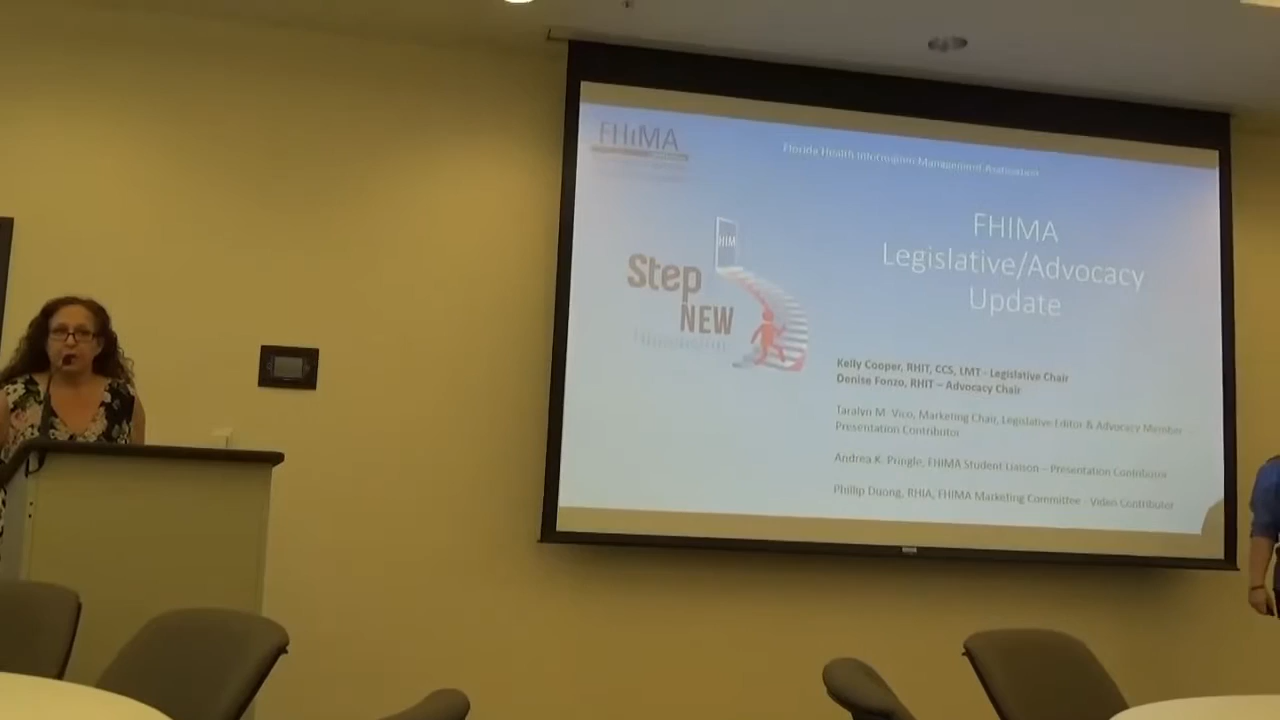 FHIMA
Florida Health Information Management Association
HIM
Step
NEW
FHIMA
Legislative/Advocacy
Update
Kelly Cooper, RHIT, CCS, LMT - Legislative Chair
Denise Fonzo, RHIT – Advocacy Chair
Taralyn M. Vico, Marketing Chair, Legislative Editor & Advocacy Member
Presentation Contributor
Andrea K. Pringle, FHIMA Student Liaison – Presentation Contributor
Phillip Duong, RHIA, FHIMA Marketing Committee - Video Contributor